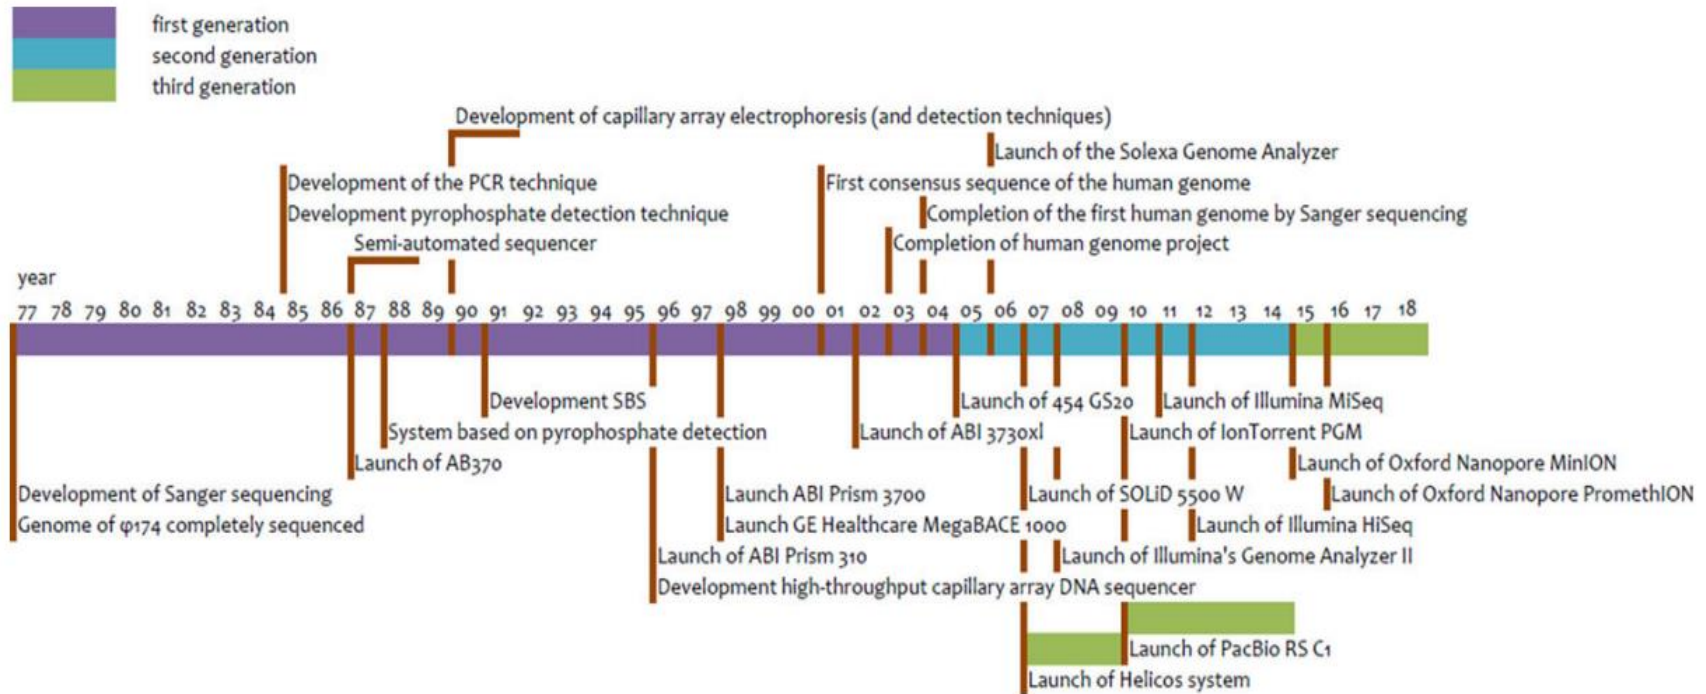 first generation
second generation
third generation
Development of capillary array electrophoresis (and detection techniques)
Launch of the Solexa Genome Analyzer
Development of the PCR technique
First consensus sequence of the human genome
Development pyrophosphate detection technique
Completion of the first human genome by Sanger sequencing
Semi-automated sequencer
Completion of human genome project
year
77 78 79 80 81 82 83 84 85 86 87 88 89 90 91 92 93 94 95 96 97 98 99 00 01 02 03 04 05 06 07 08 09 10 11 12 13 14 15 16 17 18
Development SBS
Launch of 454 GS20
Launch of Illumina MiSeq
System based on pyrophosphate detection
Launch of ABI 3730xl
Launch of IonTorrent PGM
Launch of AB370
Launch of Oxford Nanopore MinION
Development of Sanger sequencing
Launch ABI Prism 3700
Launch of SOLiD 5500 W
Launch of Oxford Nanopore PromethION
Genome of φ174 completely sequenced
Launch GE Healthcare MegaBACE 1000
Launch of Illumina HiSeq
Launch of ABI Prism 310
Launch of Illumina's Genome Analyzer II
Development high-throughput capillary array DNA sequencer
Launch of PacBio RS C1
Launch of Helicos system